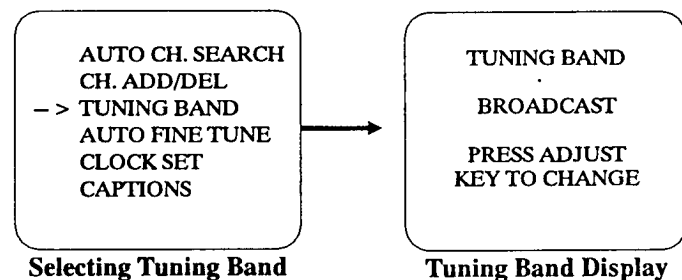 AUTO CH. SEARCH
CH. ADD/DEL
– > TUNING BAND
AUTO FINE TUNE
CLOCK SET
CAPTIONS
Selecting Tuning Band
TUNING BAND
BROADCAST
PRESS ADJUST
KEY TO CHANGE
Tuning Band Display